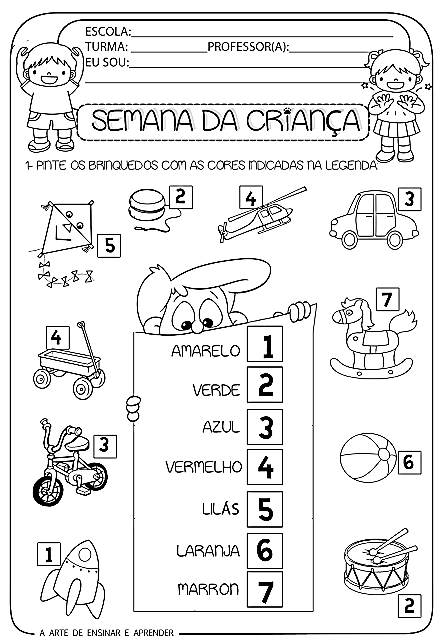 ESCOLA:
TURMA: PROFESSOR(A):
EU SOU:
SEMANA DA CRIANÇA
1- PINTE OS BRINQUEDOS COM AS CORES INDICADAS NA LEGENDA
2
4
3
5
7
AMARELO 1
4
VERDE 2
AZUL 3
3
VERMELHO 4
6
LILÁS 5
LARANJA 6
1
MARRON 7
2
A ARTE DE ENSINAR E APRENDER